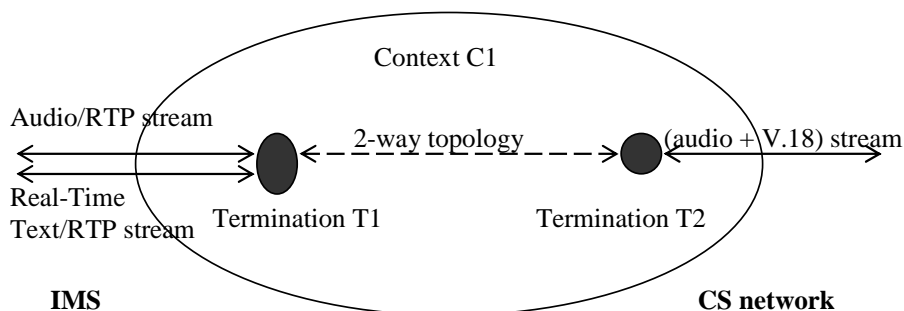 Context C1
Audio/RTP stream
2-way topology
(audio + V.18) stream
Real-Time
Text/RTP stream
Termination T1
Termination T2
IMS
CS network